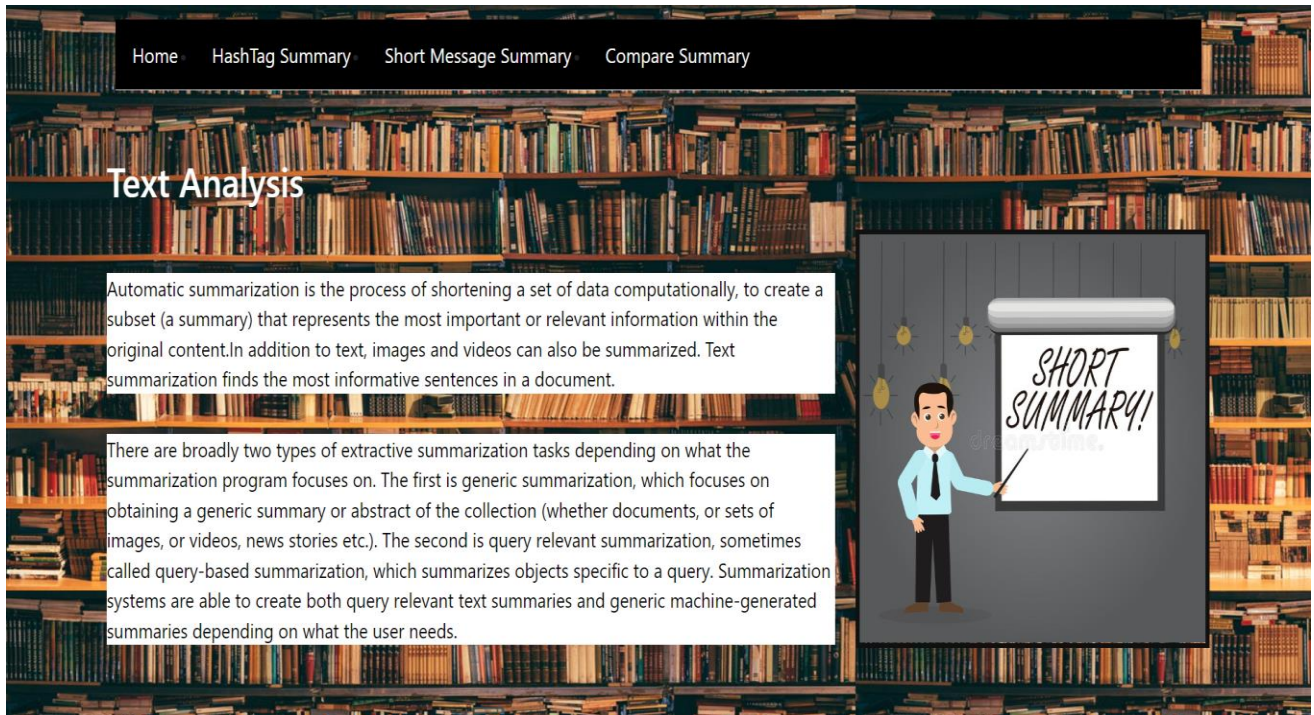 Home HashTag Summary Short Message Summary Compare Summary
Text Analysis
Automatic summarization is the process of shortening a set of data computationally, to create a
subset (a summary) that represents the most important or relevant information within the
original content.In addition to text, images and videos can also be summarized. Text
summarization finds the most informative sentences in a document.
There are broadly two types of extractive summarization tasks depending on what the
summarization program focuses on. The first is generic summarization, which focuses on
obtaining a generic summary or abstract of the collection (whether documents, or sets of
images, or videos, news stories etc.). The second is query relevant summarization, sometimes
called query-based summarization, which summarizes objects specific to a query. Summarization
systems are able to create both query relevant text summaries and generic machine-generated
summaries depending on what the user needs.
SHORT
SUMMARY!
dreamstime.